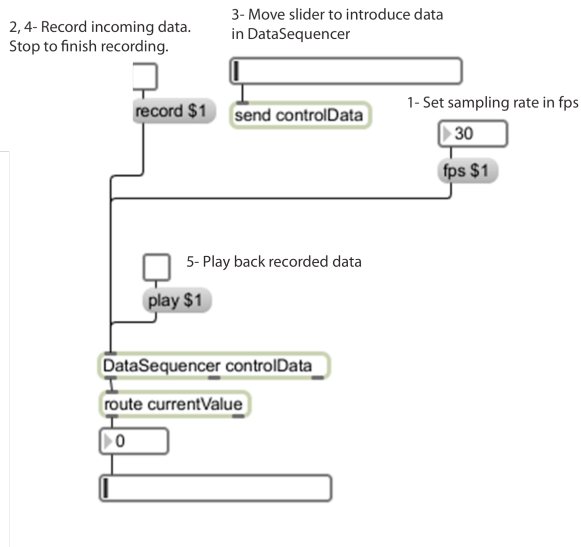 2, 4- Record incoming data.
Stop to finish recording.
3- Move slider to introduce data
in DataSequencer
record $1
send controlData
1- Set sampling rate in fps
30
fps $1
5- Play back recorded data
play $1
DataSequencer controlData
route currentValue
0